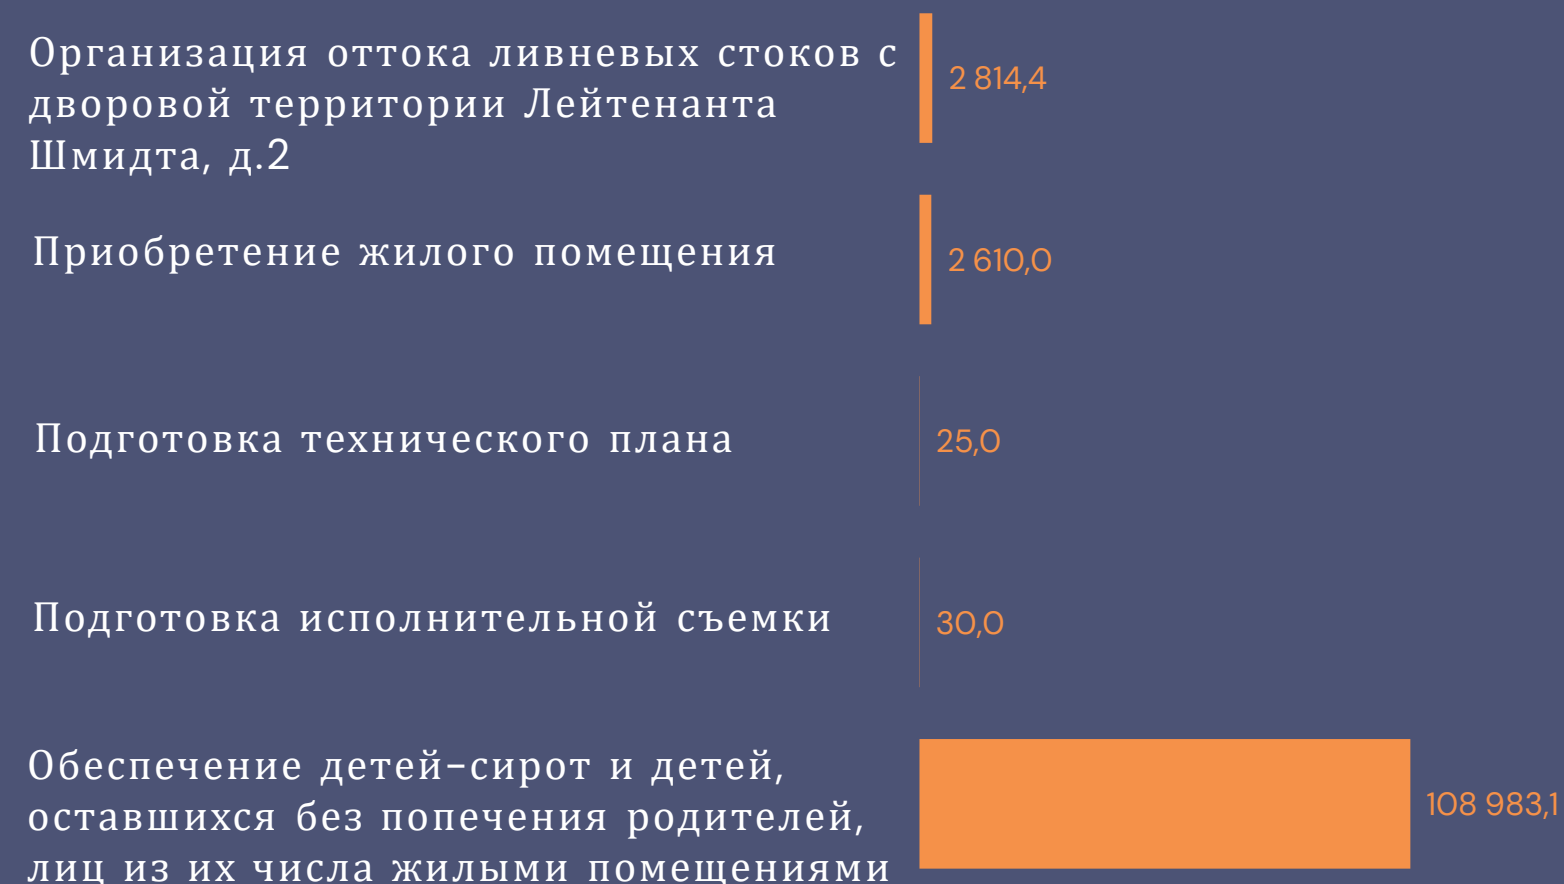 Организация оттока ливневых стоков с
дворовой территории Лейтенанта
Шмидта, д.2
2 814,4
Приобретение жилого помещения
2 610,0
Подготовка технического плана
25,0
Подготовка исполнительной съемки
30,0
Обеспечение детей-сирот и детей,
оставшихся без попечения родителей,
лиц из их числа жилыми помещениями
108 983,1